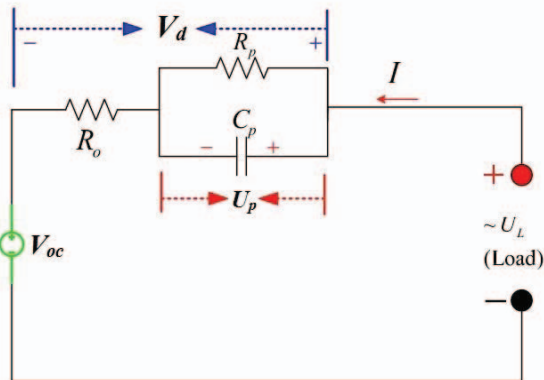 − V_d +
R_p
I
R_o
C_p
− +
U_p
+
V_oc
~ U_L
(Load)
−